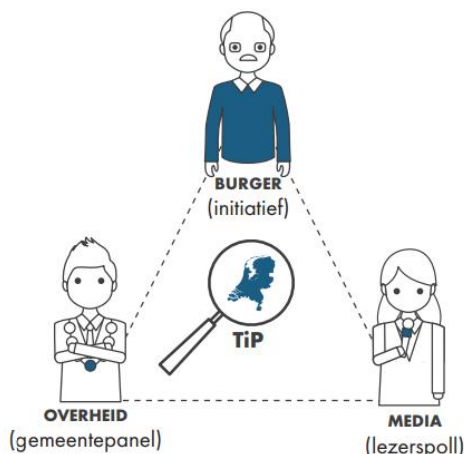 BURGER
(initiatief)
TiP
OVERHEID
(gemeentepanel)
MEDIA
(lezerspoll)